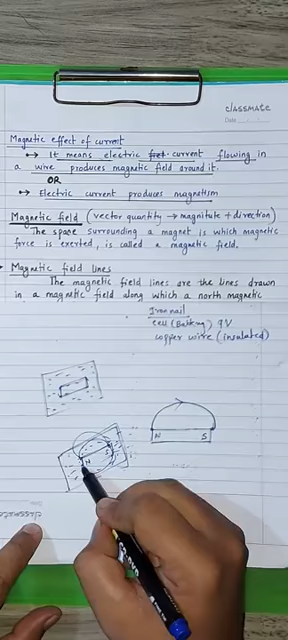 classmate
Date
Magnetic effect of current
↦ It means electric current flowing in
a wire produces magnetic field around it.
OR
↦ Electric current produces magnetism
Magnetic field (vector quantity → magnitute + direction)
The space surrounding a magnet is which magnetic
force is exerted, is called a magnetic field.
Magnetic field lines
The magnetic field lines are the lines drawn
in a magnetic field along which a north magnetic
Iron nail
cell (Battery) 9V
copper wire (insulated)
N S
N
classmate